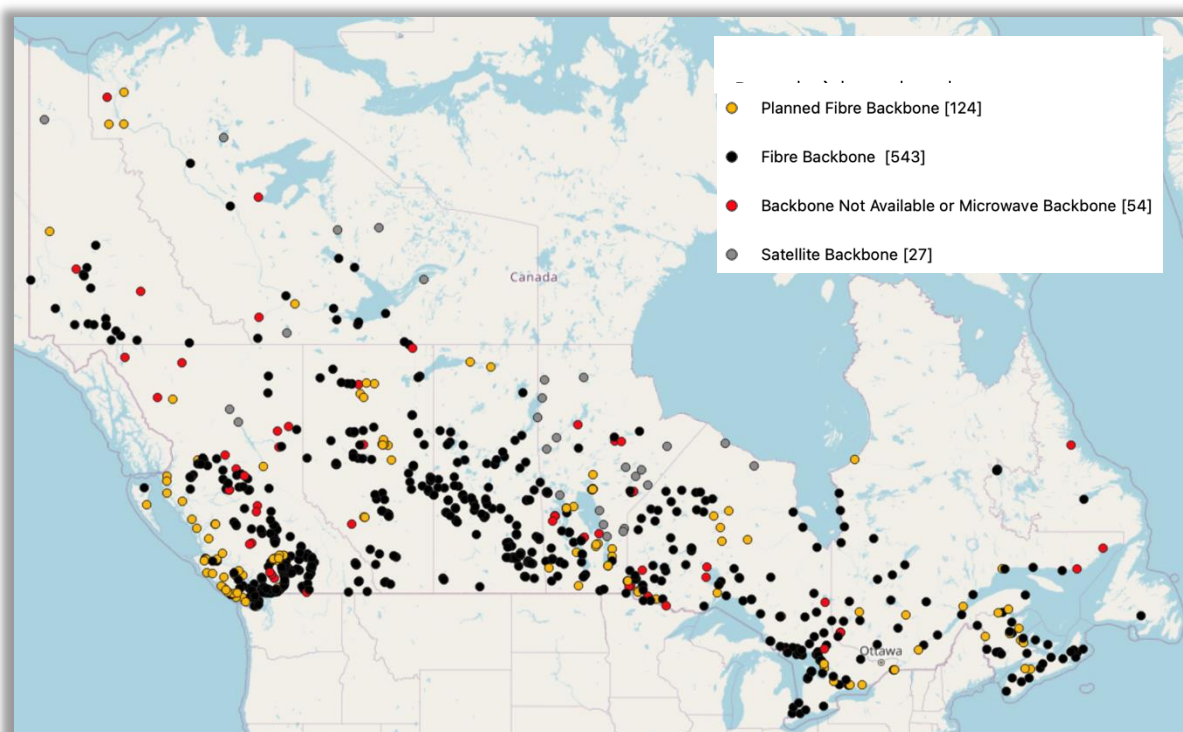 Planned Fibre Backbone [124]
Fibre Backbone [543]
Backbone Not Available or Microwave Backbone [54]
Satellite Backbone [27]
Canada
Ottawa